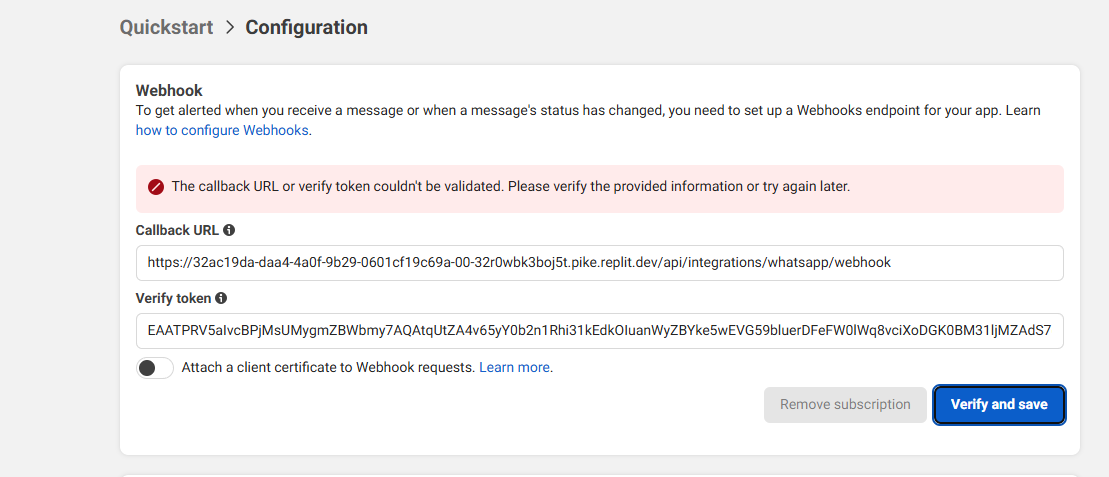 Quickstart > Configuration
Webhook
To get alerted when you receive a message or when a message's status has changed, you need to set up a Webhooks endpoint for your app. Learn
how to configure Webhooks.
The callback URL or verify token couldn't be validated. Please verify the provided information or try again later.
Callback URL
https://32ac19da-daa4-4a0f-9b29-0601cf19c69a-00-32r0wbk3boj5t.pike.replit.dev/api/integrations/whatsapp/webhook
Verify token
EAATPRV5aIvcBPjMsUMygmZBWbmy7AQAtqUtZA4v65yY0b2n1Rhi31kEdkOIuanWyZBYke5wEVG59bluerDFeFW0lWq8vciXoDGK0BM31ljMZAdS7
Attach a client certificate to Webhook requests. Learn more.
Remove subscription
Verify and save